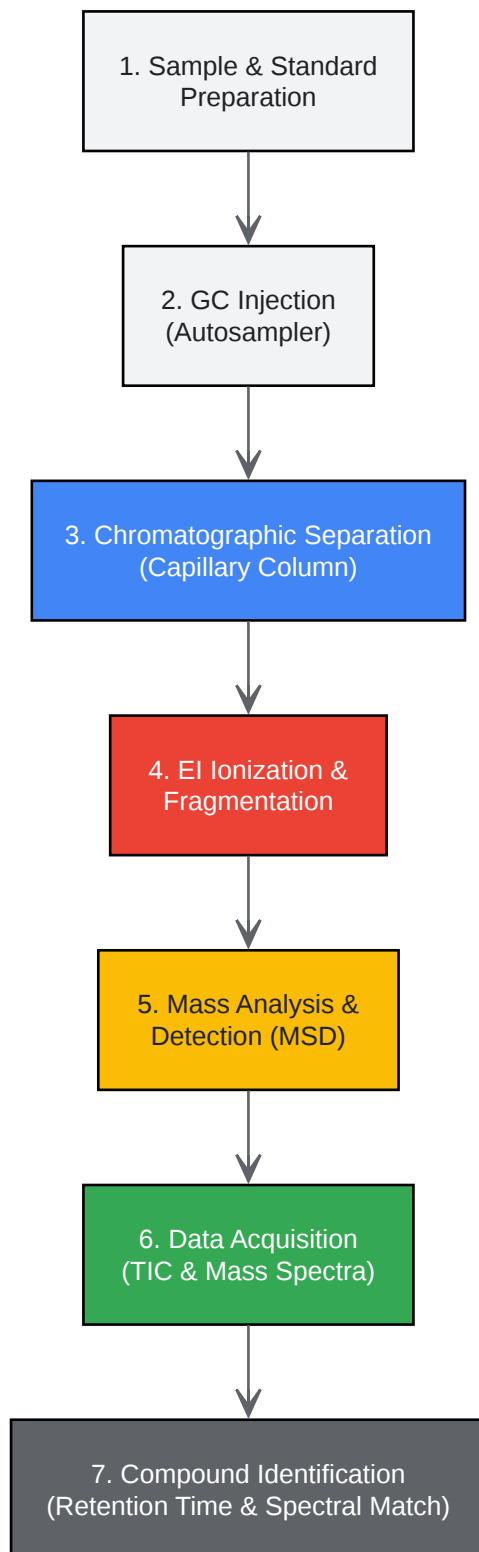 1. Sample & Standard
Preparation
2. GC Injection
(Autosampler)
3. Chromatographic Separation
(Capillary Column)
4. EI Ionization &
Fragmentation
5. Mass Analysis &
Detection (MSD)
6. Data Acquisition
(TIC & Mass Spectra)
7. Compound Identification
(Retention Time & Spectral Match)